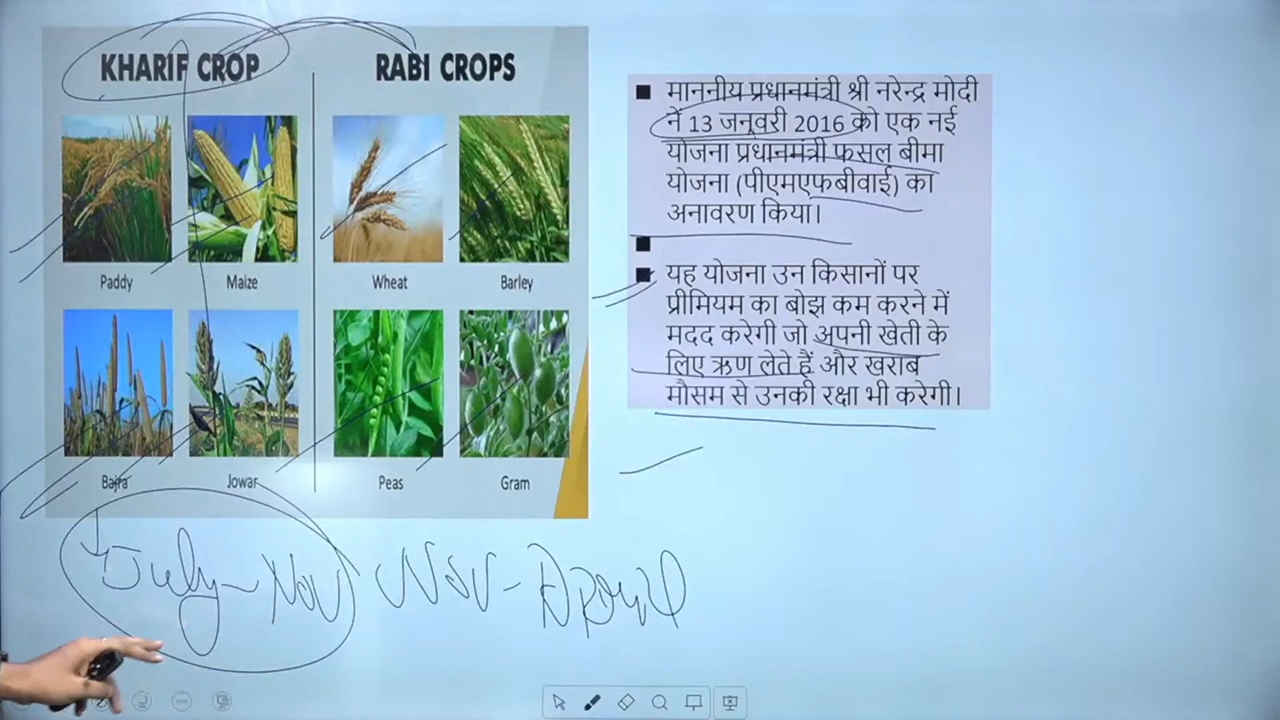 KHARIF CROP
RABI CROPS
Paddy
Maize
Wheat
Barley
Bajra
Jowar
Peas
Gram
July-Nov
Nov-April
माननीय प्रधानमंत्री श्री नरेन्द्र मोदी
ने 13 जनवरी 2016 को एक नई
योजना प्रधानमंत्री फसल बीमा
योजना (पीएमएफबीवाई) का
अनावरण किया।
यह योजना उन किसानों पर
प्रीमियम का बोझ कम करने में
मदद करेगी जो अपनी खेती के
लिए ऋण लेते हैं और खराब
मौसम से उनकी रक्षा भी करेगी।